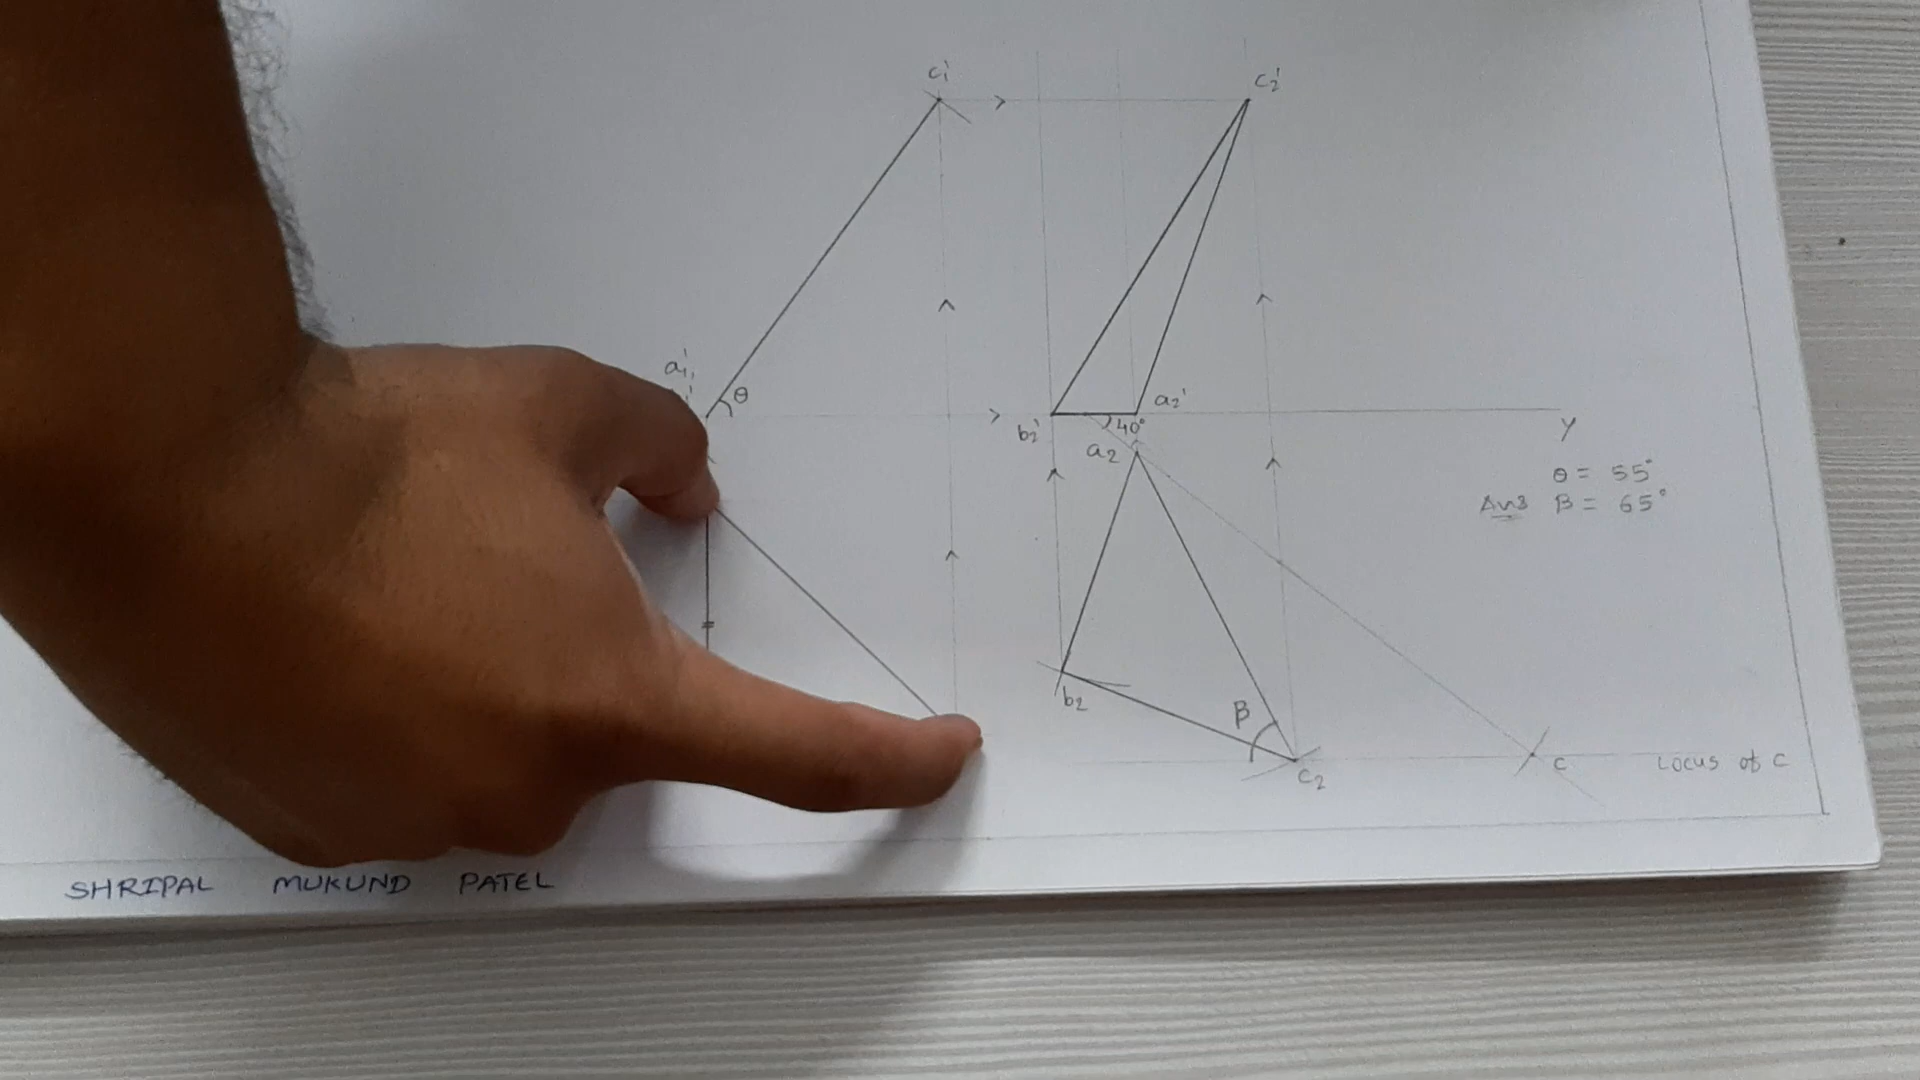 c₁'
c₂'
a₁'
θ
a₂'
b₂'
40°
a₂
y
θ = 55°
Ans β = 65°
b₂
β
c₂
c
Locus of c
SHRIPAL MUKUND PATEL